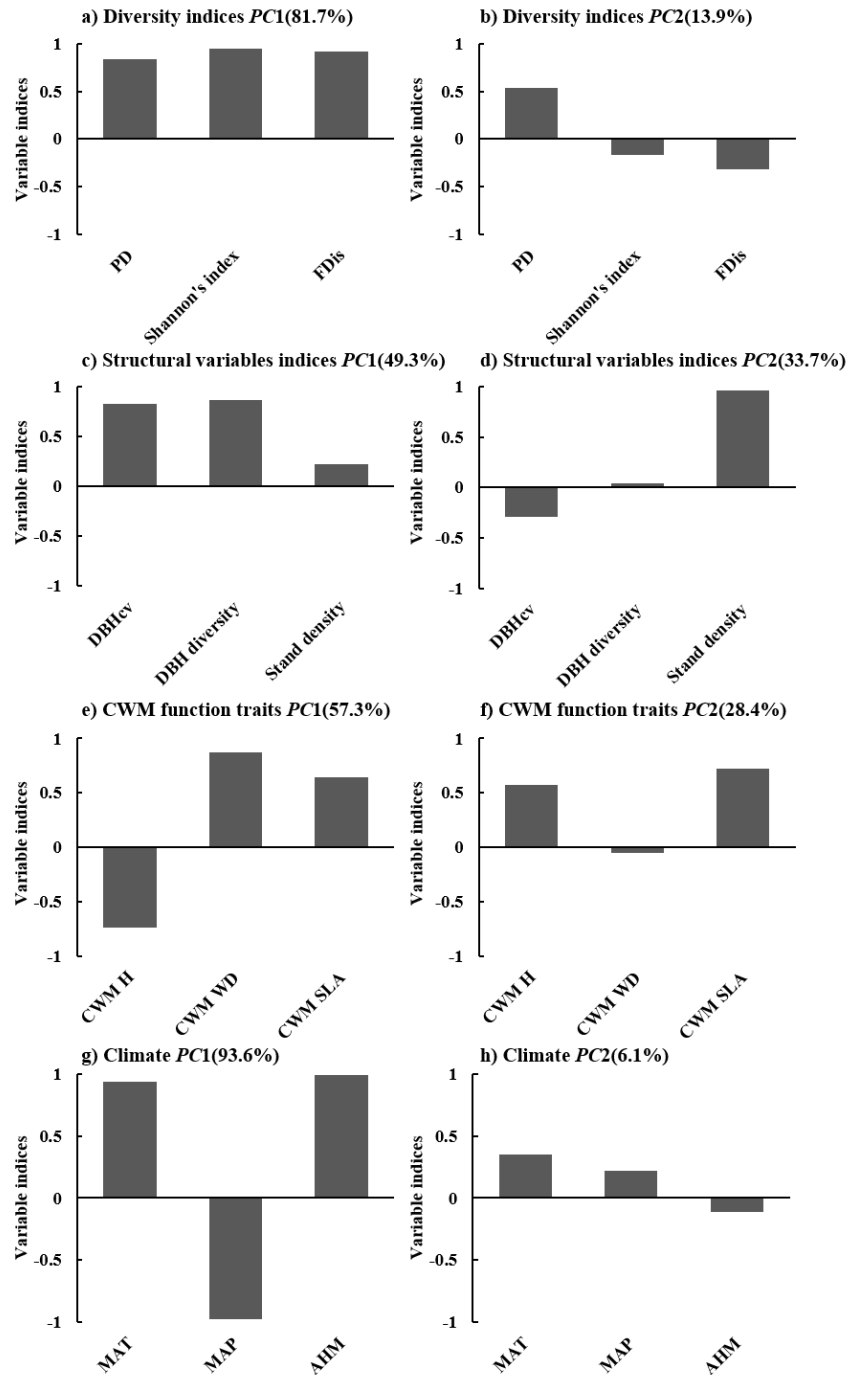 a) Diversity indices PC1(81.7%)
Variable indices
1
0.5
0
-0.5
-1
PD
Shannon's index
FDis
b) Diversity indices PC2(13.9%)
Variable indices
1
0.5
0
-0.5
-1
PD
Shannon's index
FDis
c) Structural variables indices PC1(49.3%)
Variable indices
1
0.5
0
-0.5
-1
DBHcv
DBH diversity
Stand density
d) Structural variables indices PC2(33.7%)
Variable indices
1
0.5
0
-0.5
-1
DBHcv
DBH diversity
Stand density
e) CWM function traits PC1(57.3%)
Variable indices
1
0.5
0
-0.5
-1
CWM H
CWM WD
CWM SLA
f) CWM function traits PC2(28.4%)
Variable indices
1
0.5
0
-0.5
-1
CWM H
CWM WD
CWM SLA
g) Climate PC1(93.6%)
Variable indices
1
0.5
0
-0.5
-1
MAT
MAP
AHM
h) Climate PC2(6.1%)
Variable indices
1
0.5
0
-0.5
-1
MAT
MAP
AHM